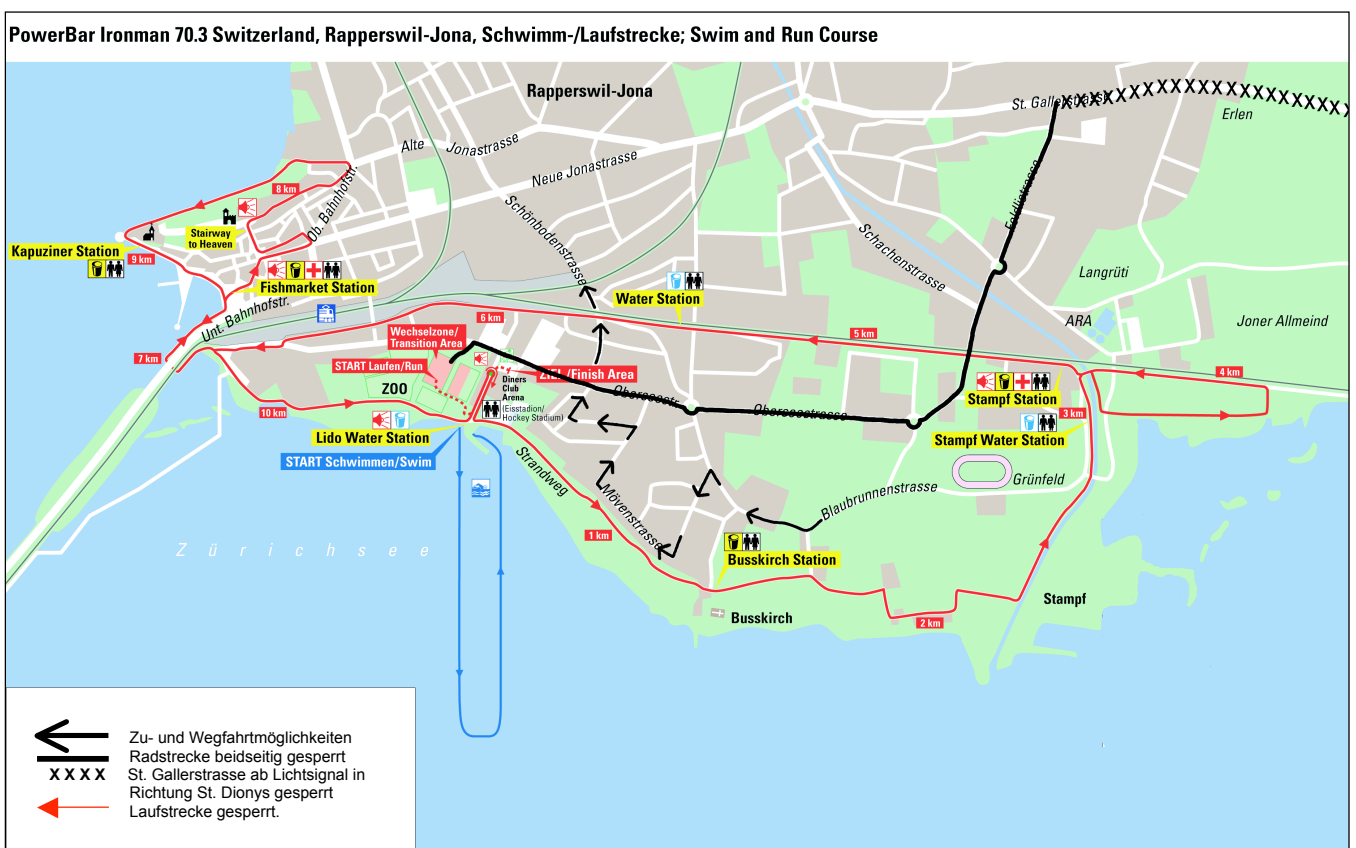 PowerBar Ironman 70.3 Switzerland, Rapperswil-Jona, Schwimm-/Laufstrecke; Swim and Run Course
Rapperswil-Jona
St. Gallerstrasse
XXXXXXXXXXXXXXXXXXXXXXX
Erlen
Alte Jonastrasse
Neue Jonastrasse
8 km
Ob. Bahnhofstr.
Schönbodenstrasse
Feldlistrasse
Schachenstrasse
Stairway
to Heaven
Kapuziner Station
9 km
Fishmarket Station
Langrüti
Water Station
Unt. Bahnhofstr.
6 km
5 km
ARA
Joner Allmeind
7 km
Wechselzone/
Transition Area
START Laufen/Run
ZIEL/Finish Area
ZOO
Diners
Club
Arena
(Eisstadion/
Hockey Stadium)
Oberseestr.
Oberseestrasse
4 km
Stampf Station
3 km
10 km
Lido Water Station
Stampf Water Station
START Schwimmen/Swim
Strandweg
Mövenstrasse
Grünfeld
Blaubrunnenstrasse
1 km
Zürichsee
Busskirch Station
Stampf
Busskirch
2 km
Zu- und Wegfahrtmöglichkeiten
Radstrecke beidseitig gesperrt
X X X X St. Gallerstrasse ab Lichtsignal in
Richtung St. Dionys gesperrt
Laufstrecke gesperrt.